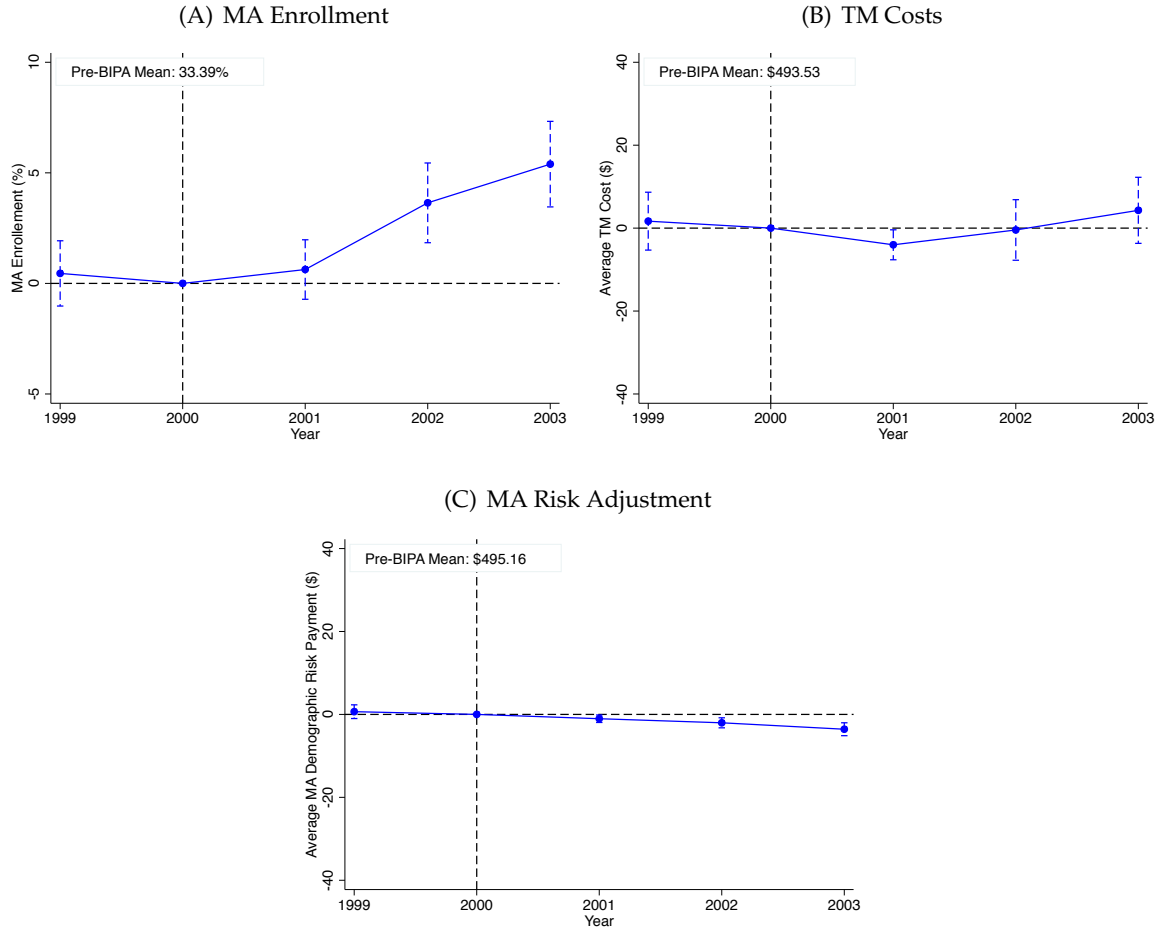 (A) MA Enrollment
Pre-BIPA Mean: 33.39%
MA Enrollement (%)
10
5
0
-5
1999 2000 2001 2002 2003
Year
(B) TM Costs
Pre-BIPA Mean: $493.53
Average TM Cost ($)
40
20
0
-20
-40
1999 2000 2001 2002 2003
Year
(C) MA Risk Adjustment
Pre-BIPA Mean: $495.16
Average MA Demographic Risk Payment ($)
40
20
0
-20
-40
1999 2000 2001 2002 2003
Year